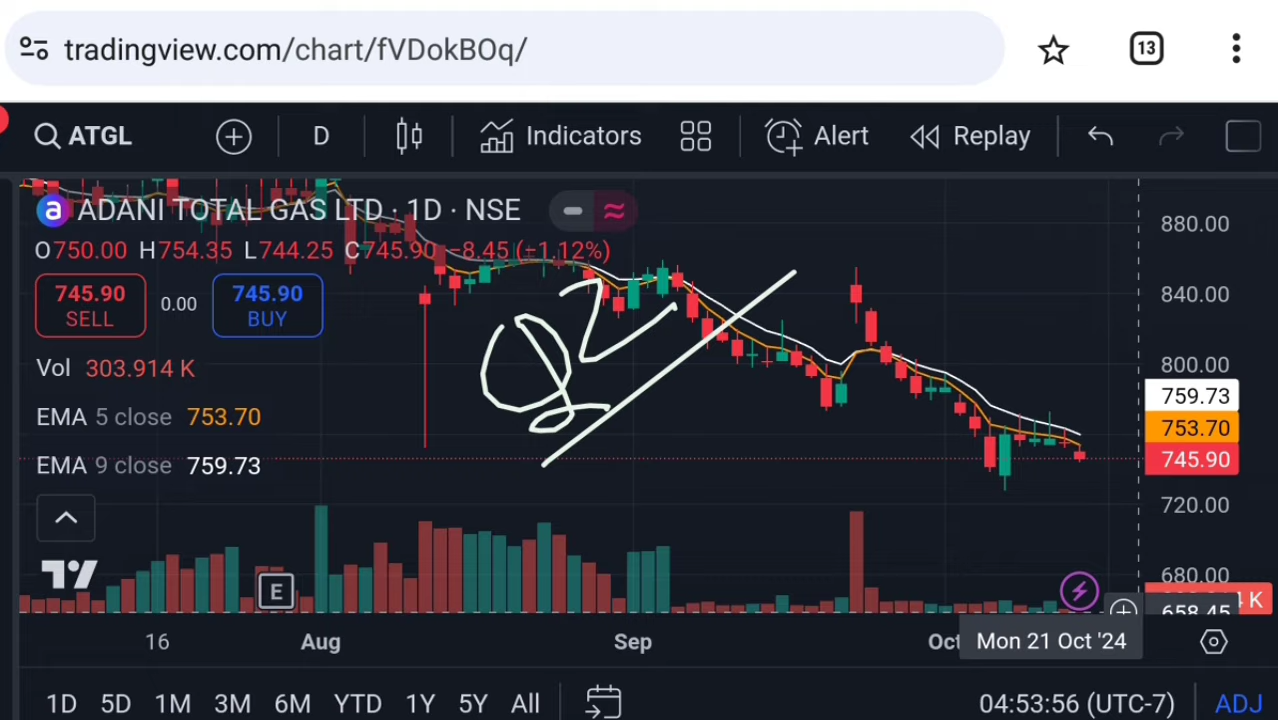 tradingview.com/chart/fVDokBOq/
13
ATGL
D
Indicators
Alert
Replay
a ADANI TOTAL GAS LTD · 1D · NSE
O750.00 H754.35 L744.25 C745.90 −8.45 (−1.12%)
745.90
SELL
0.00
745.90
BUY
Vol 303.914 K
EMA 5 close 753.70
EMA 9 close 759.73
Q2
E
880.00
840.00
800.00
759.73
753.70
745.90
720.00
680.00
K
658.45
16
Aug
Sep
Oct
Mon 21 Oct '24
1D 5D 1M 3M 6M YTD 1Y 5Y All
04:53:56 (UTC-7)
ADJ